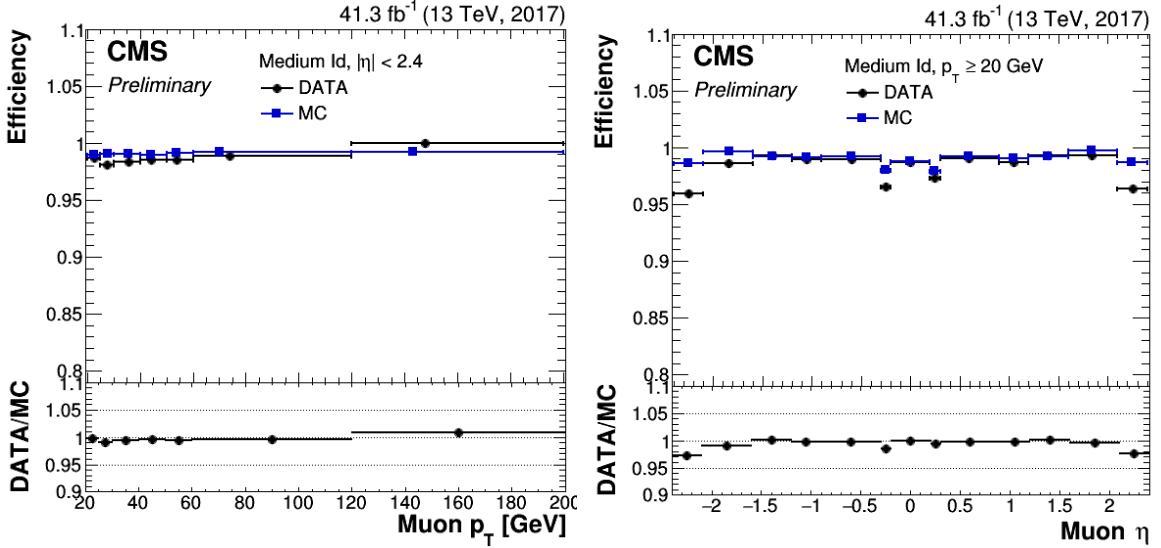 41.3 fb⁻¹ (13 TeV, 2017)
Efficiency
1.1
1.05
1
0.95
0.9
0.85
0.8
CMS
Preliminary
Medium Id, |η| < 2.4
DATA
MC
DATA/MC
1.1
1.05
1
0.95
0.9
20 40 60 80 100 120 140 160 180 200
Muon p_T [GeV]
41.3 fb⁻¹ (13 TeV, 2017)
Efficiency
1.1
1.05
1
0.95
0.9
0.85
0.8
CMS
Preliminary
Medium Id, p_T ≥ 20 GeV
DATA
MC
DATA/MC
1.1
1.05
1
0.95
0.9
−2 −1.5 −1 −0.5 0 0.5 1 1.5 2
Muon η